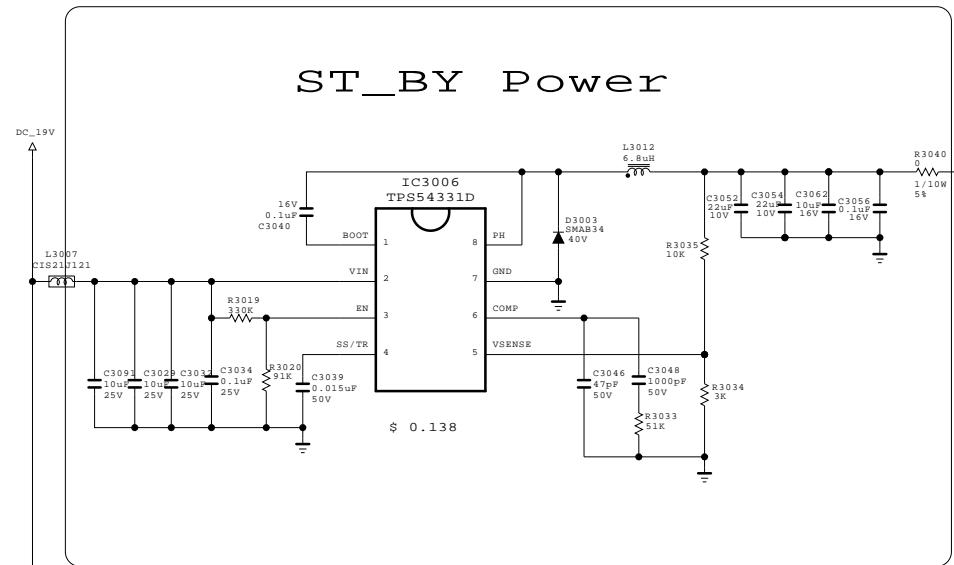 ST_BY Power
DC_19V
L3012
6.8uH
R3040
0
1/10W
5%
IC3006
TPS54331D
16V
0.1uF
C3040
BOOT
1
8
PH
D3003
SMAB34
40V
C3052
22uF
10V
C3054
22uF
10V
C3062
10uF
16V
C3056
0.1uF
16V
R3035
10K
L3007
CIS21J121
VIN
2
7
GND
R3019
330K
EN
3
6
COMP
SS/TR
4
5
VSENSE
C3091
10uF
25V
C3029
10uF
25V
10uF
25V
C3034
0.1uF
25V
R3020
91K
C3039
0.015uF
50V
C3046
47pF
50V
C3048
1000pF
50V
R3033
51K
R3034
3K
$ 0.138